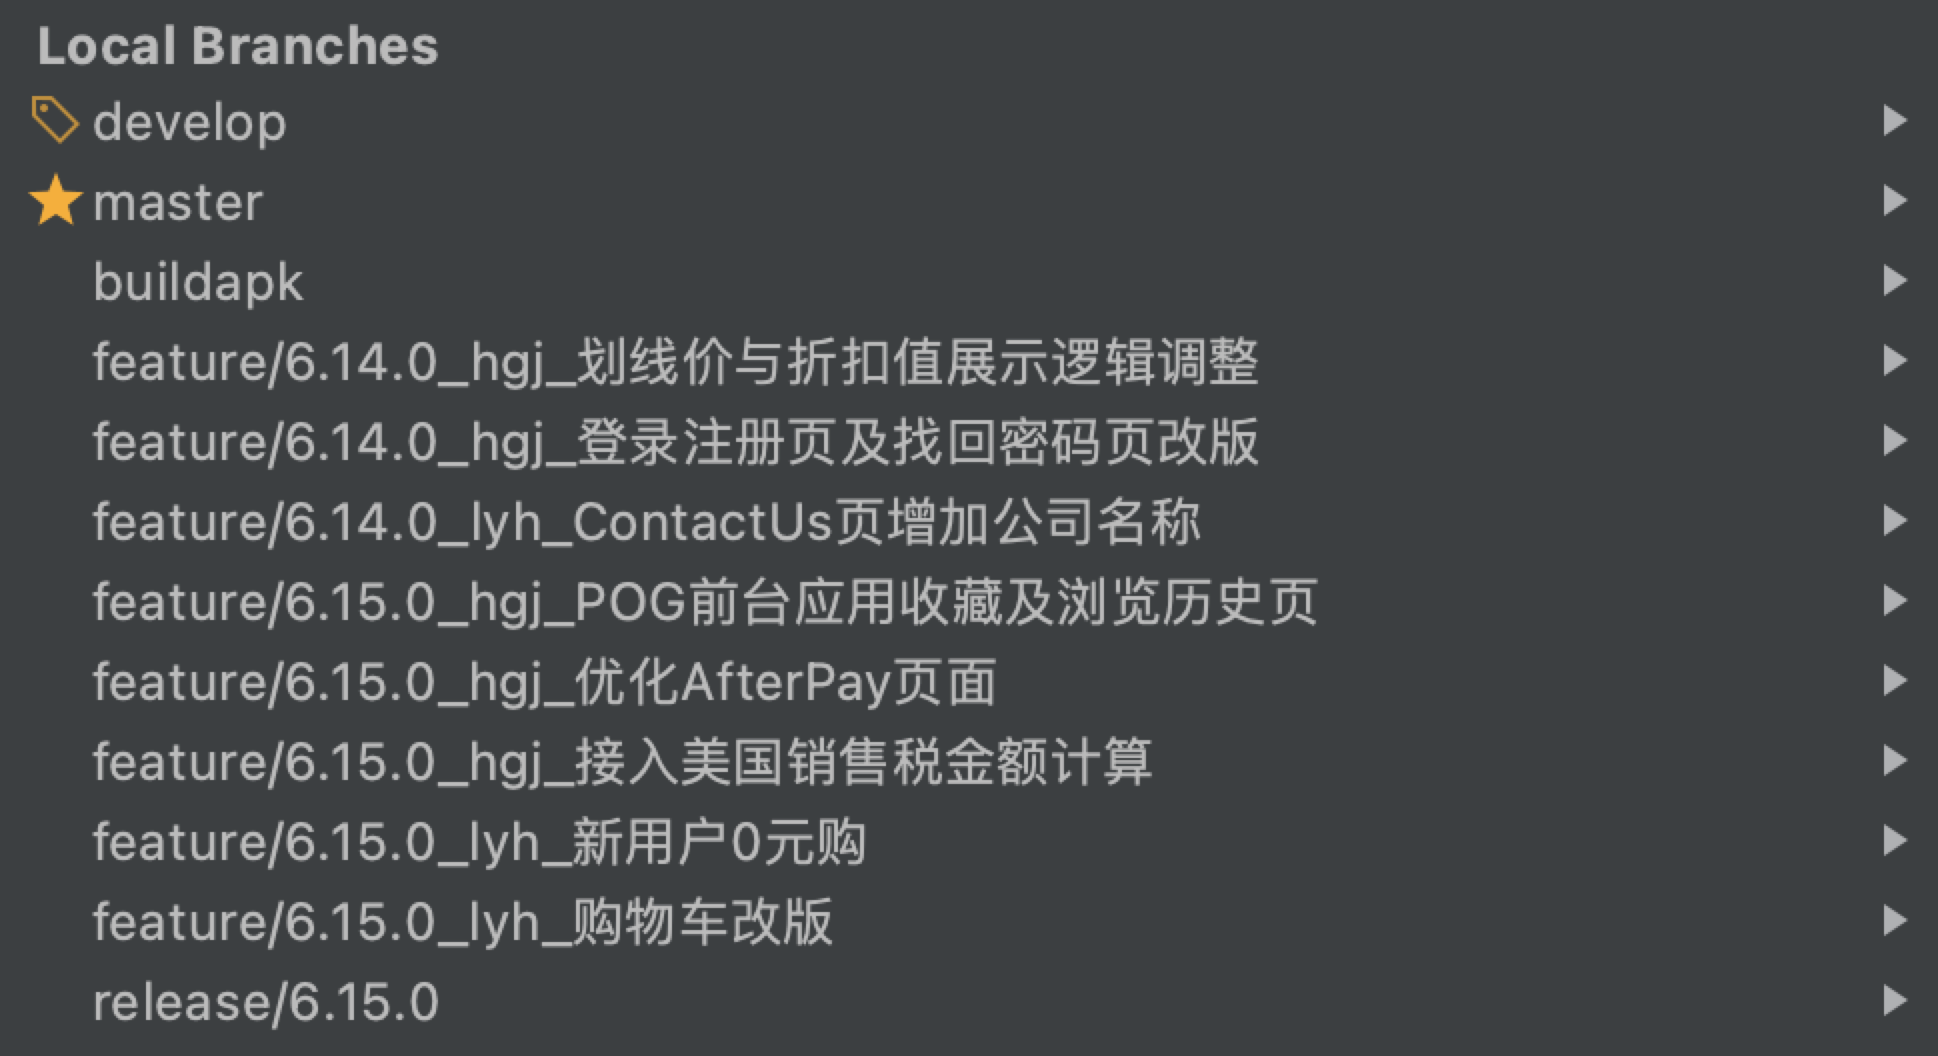 Local Branches
develop
master
buildapk
feature/6.14.0_hgj_划线价与折扣值展示逻辑调整
feature/6.14.0_hgj_登录注册页及找回密码页改版
feature/6.14.0_lyh_ContactUs页增加公司名称
feature/6.15.0_hgj_POG前台应用收藏及浏览历史页
feature/6.15.0_hgj_优化AfterPay页面
feature/6.15.0_hgj_接入美国销售税金额计算
feature/6.15.0_lyh_新用户0元购
feature/6.15.0_lyh_购物车改版
release/6.15.0